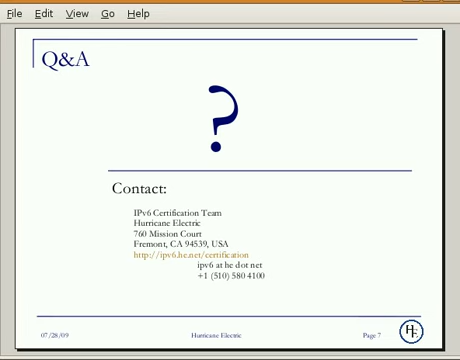 File Edit View Go Help
Q&A
?
Contact:
IPv6 Certification Team
Hurricane Electric
760 Mission Court
Fremont, CA 94539, USA
http://ipv6.he.net/certification
ipv6 at he dot net
+1 (510) 580 4100
07/28/09 Hurricane Electric Page 7 HE